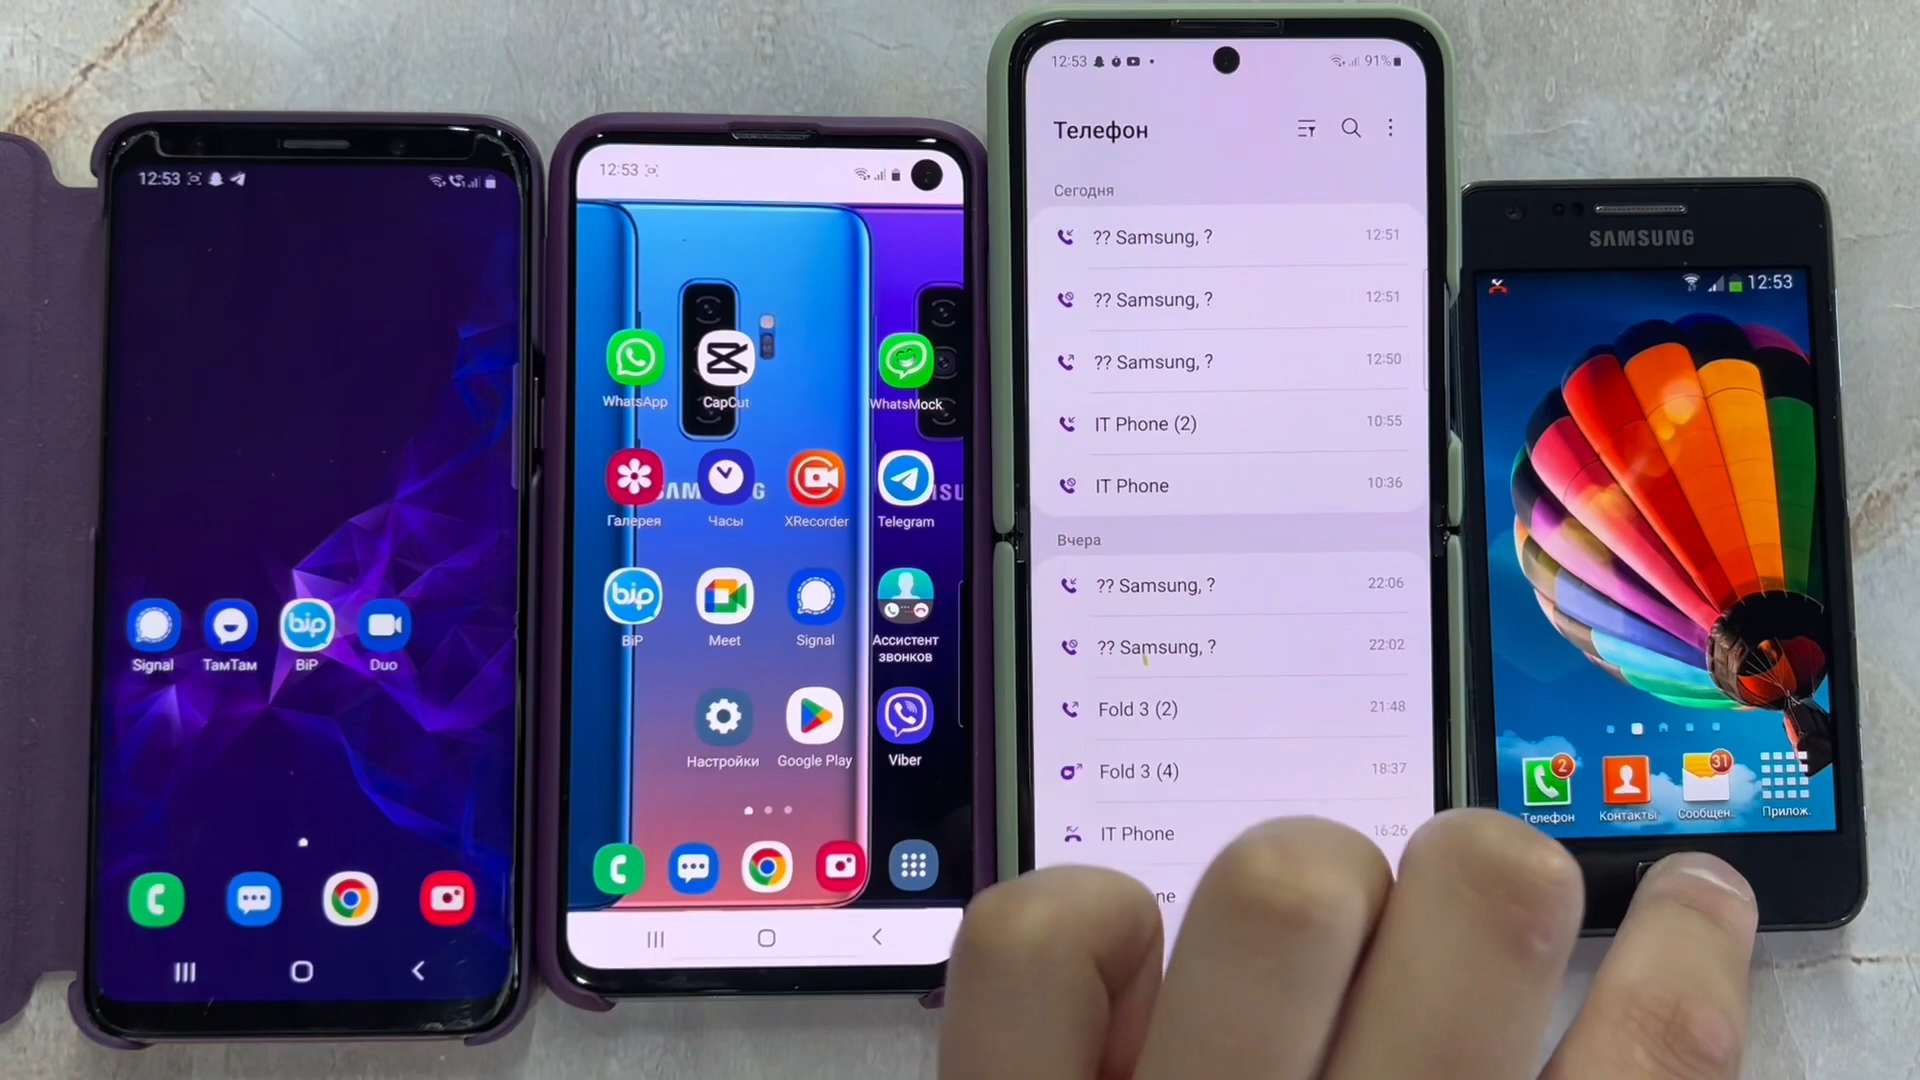 12:53
Signal
ТамТам
BiP
Duo
12:53
WhatsApp
CapCut
WhatsMock
Галерея
Часы
XRecorder
Telegram
bip
BiP
Meet
Signal
Ассистент
звонков
Настройки
Google Play
Viber
12:53
91%
Телефон
Сегодня
?? Samsung, ? 12:51
?? Samsung, ? 12:51
?? Samsung, ? 12:50
IT Phone (2) 10:55
IT Phone 10:36
Вчера
?? Samsung, ? 22:06
?? Samsung, ? 22:02
Fold 3 (2) 21:48
Fold 3 (4) 18:37
IT Phone 16:26
ne
SAMSUNG
12:53
2
31
Телефон
Контакты
Сообщен..
Прилож.